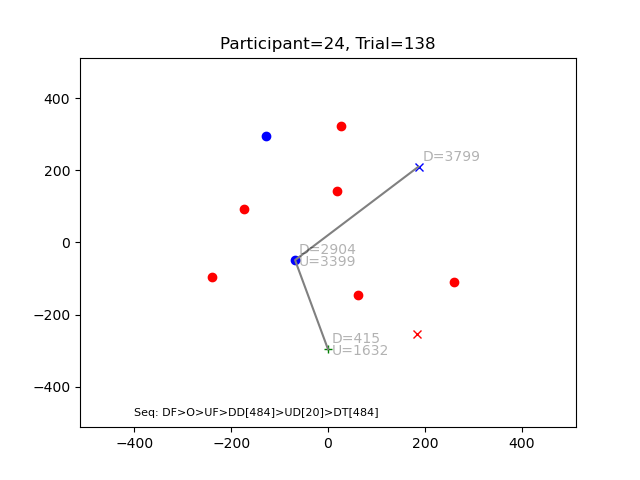 Participant=24, Trial=138
400
200
0
−200
−400
D=3799
D=2904
U=3399
D=415
U=1632
Seq: DF>O>UF>DD[484]>UD[20]>DT[484]
−400
−200
0
200
400